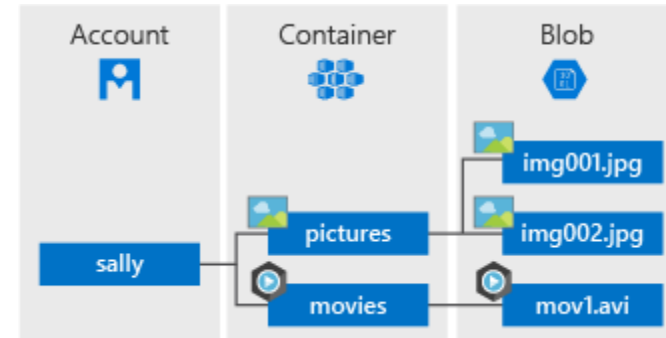 Account
Container
Blob
img001.jpg
pictures
img002.jpg
sally
movies
mov1.avi